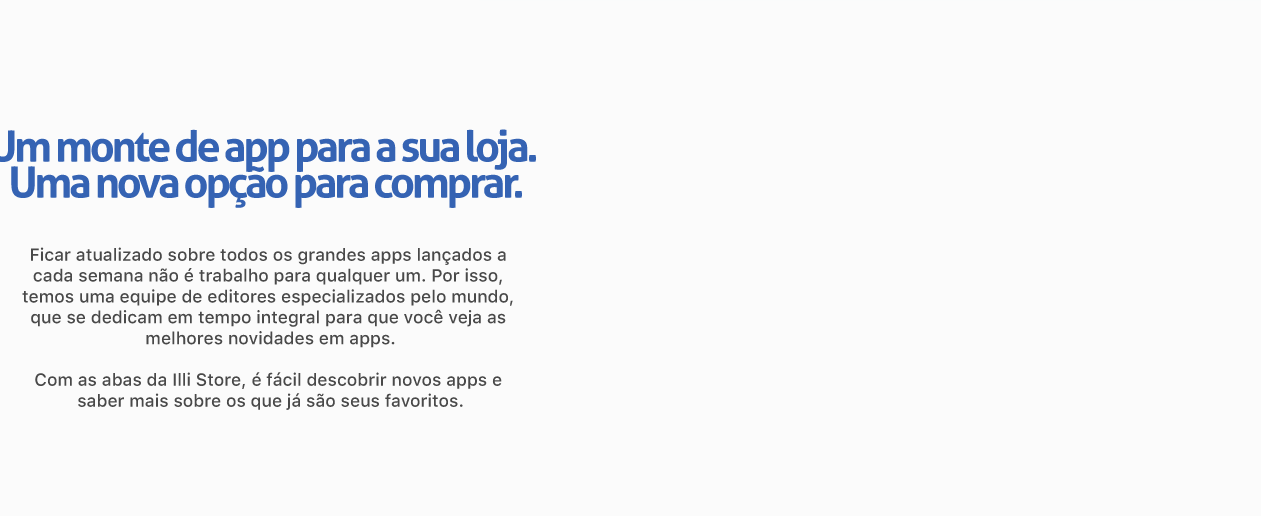 Um monte de app para a sua loja.
Uma nova opção para comprar.
Ficar atualizado sobre todos os grandes apps lançados a
cada semana não é trabalho para qualquer um. Por isso,
temos uma equipe de editores especializados pelo mundo,
que se dedicam em tempo integral para que você veja as
melhores novidades em apps.
Com as abas da Illi Store, é fácil descobrir novos apps e
saber mais sobre os que já são seus favoritos.